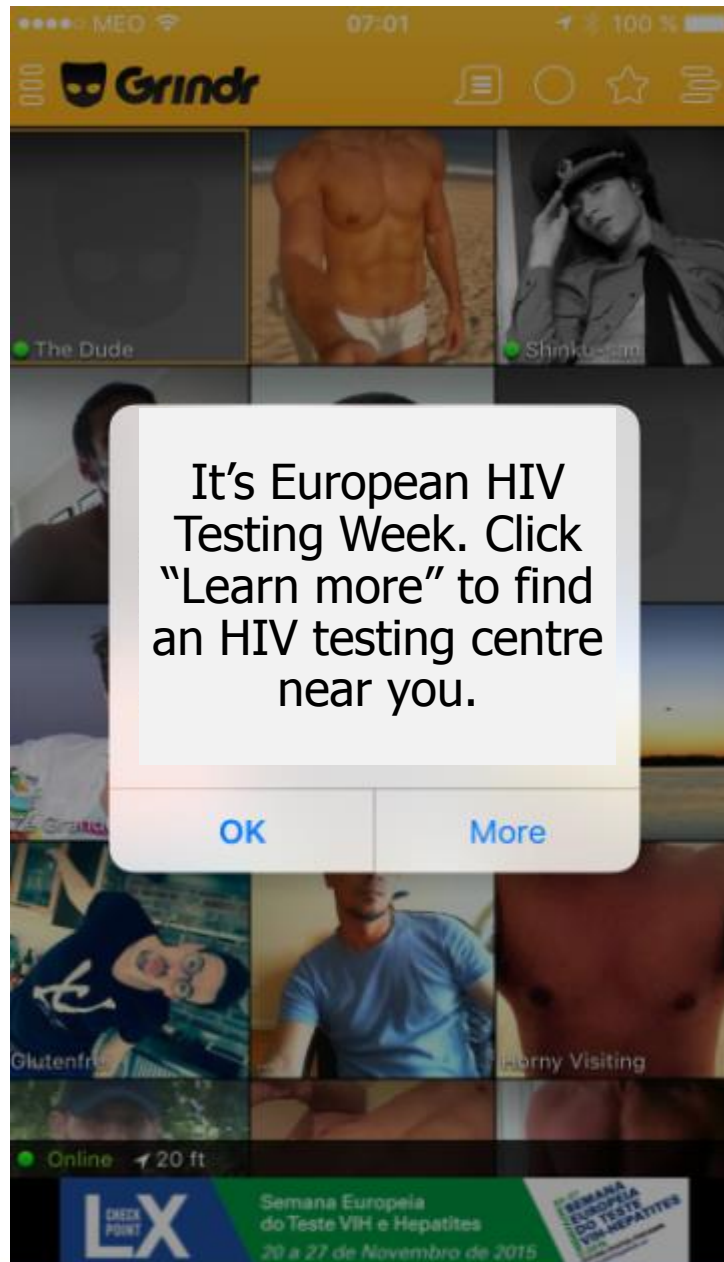 MEO 07:01 100 %
Grindr
The Dude
Shinku-san
It’s European HIV
Testing Week. Click
“Learn more” to find
an HIV testing centre
near you.
OK More
Horny Visiting
Online 20 ft
CHECK
POINT
LX
Semana Europeia
do Teste VIH e Hepatites
20 a 27 de Novembro de 2015
SEMANA
EUROPEIA
DO TESTE
VIH-HEPATITES